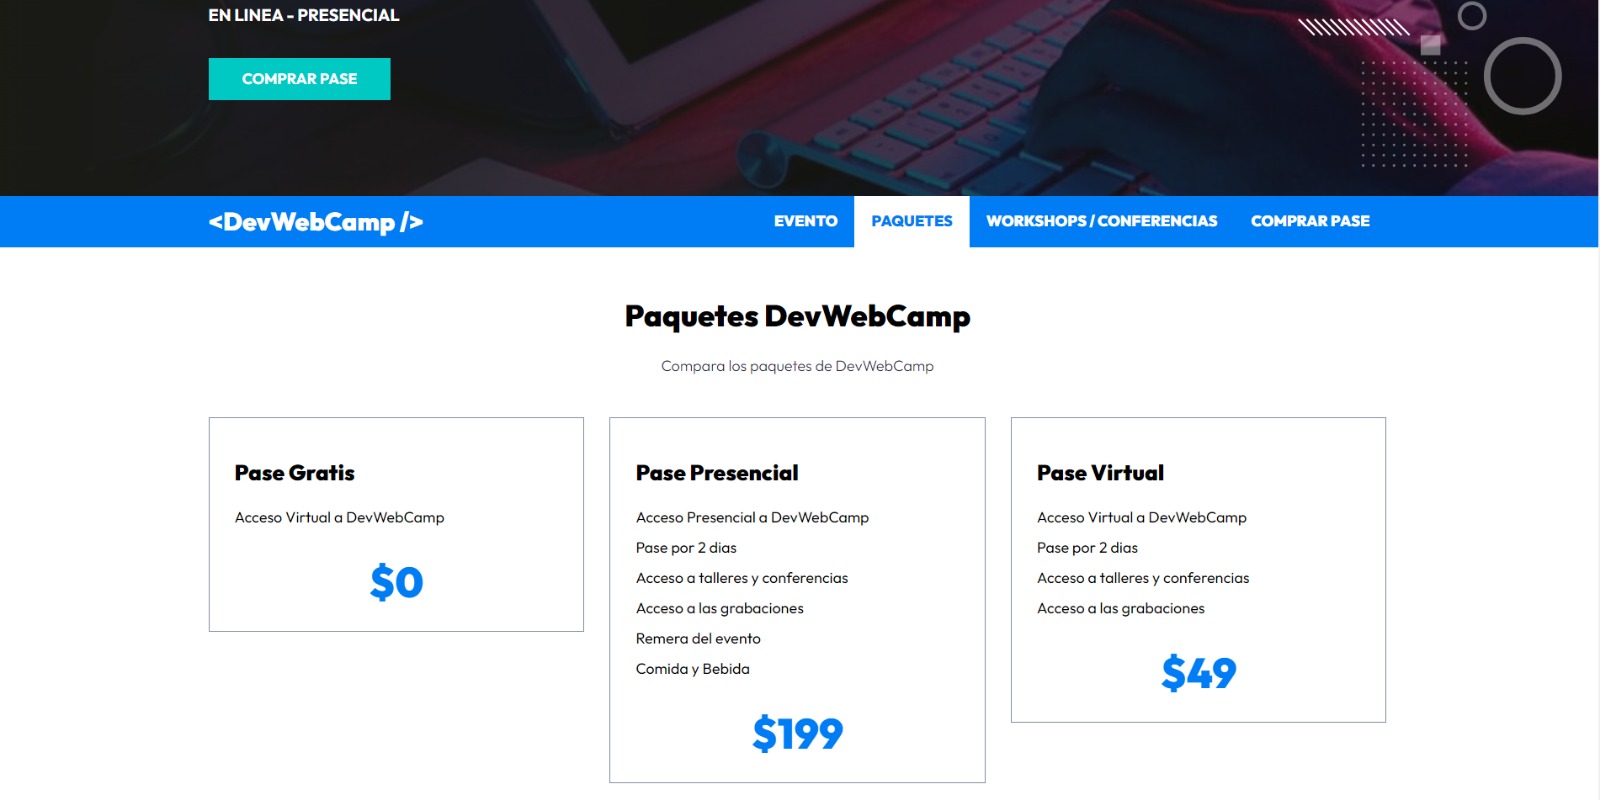 EN LINEA - PRESENCIAL
COMPRAR PASE
<DevWebCamp />
EVENTO
PAQUETES
WORKSHOPS / CONFERENCIAS
COMPRAR PASE
Paquetes DevWebCamp
Compara los paquetes de DevWebCamp
Pase Gratis
Acceso Virtual a DevWebCamp
$0
Pase Presencial
Acceso Presencial a DevWebCamp
Pase por 2 dias
Acceso a talleres y conferencias
Acceso a las grabaciones
Remera del evento
Comida y Bebida
$199
Pase Virtual
Acceso Virtual a DevWebCamp
Pase por 2 dias
Acceso a talleres y conferencias
Acceso a las grabaciones
$49